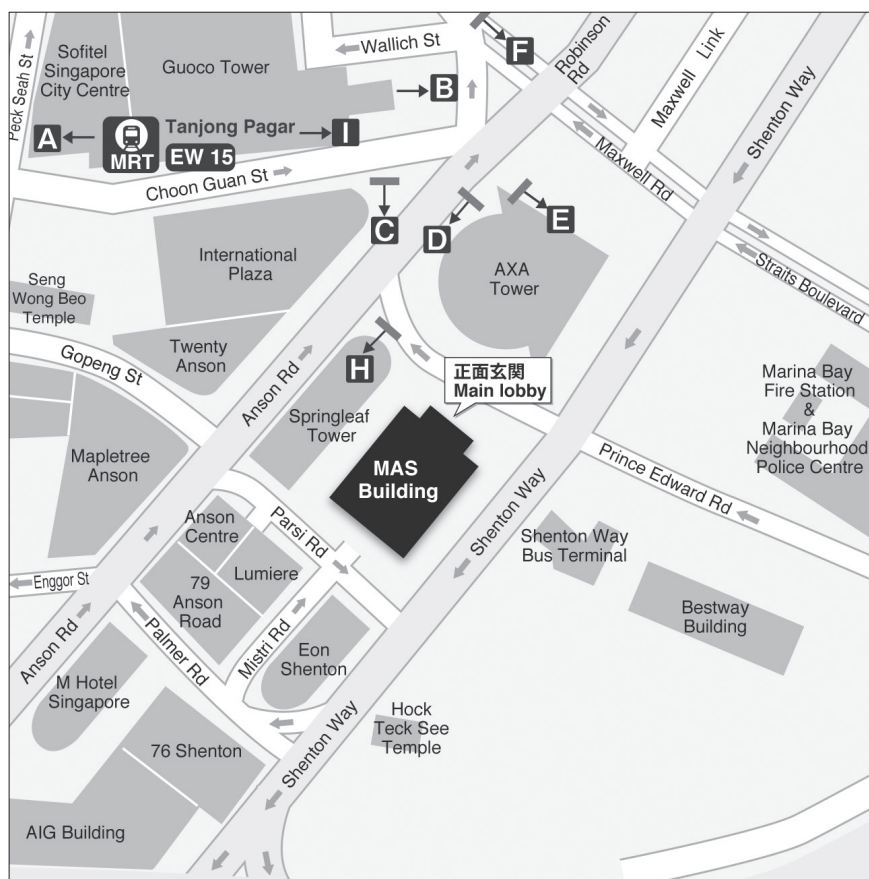 Peck Seah St
Sofitel
Singapore
City Centre
Guoco Tower
Wallich St
F
Robinson
Rd
Maxwell Link
Shenton Way
B
A
MRT
Tanjong Pagar
EW 15
I
Choon Guan St
Maxwell Rd
C
D
E
International
Plaza
AXA
Tower
Straits Boulevard
Seng
Wong Beo
Temple
Twenty
Anson
Gopeng St
Anson Rd
H
正面玄関
Main lobby
Springleaf
Tower
MAS
Building
Marina Bay
Fire Station
&
Marina Bay
Neighbourhood
Police Centre
Mapletree
Anson
Prince Edward Rd
Shenton Way
Anson
Centre
Parsi Rd
Shenton Way
Bus Terminal
Enggor St
79
Anson
Road
Lumiere
Bestway
Building
Anson Rd
Palmer Rd
Mistri Rd
Eon
Shenton
M Hotel
Singapore
Hock
Teck See
Temple
Shenton Way
76 Shenton
AIG Building